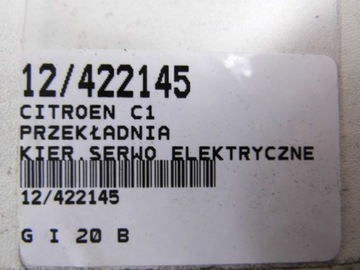 12/422145
CITROEN C1
PRZEKŁADNIA
KIER.SERWO ELEKTRYCZNE
12/422145
G I 20 B